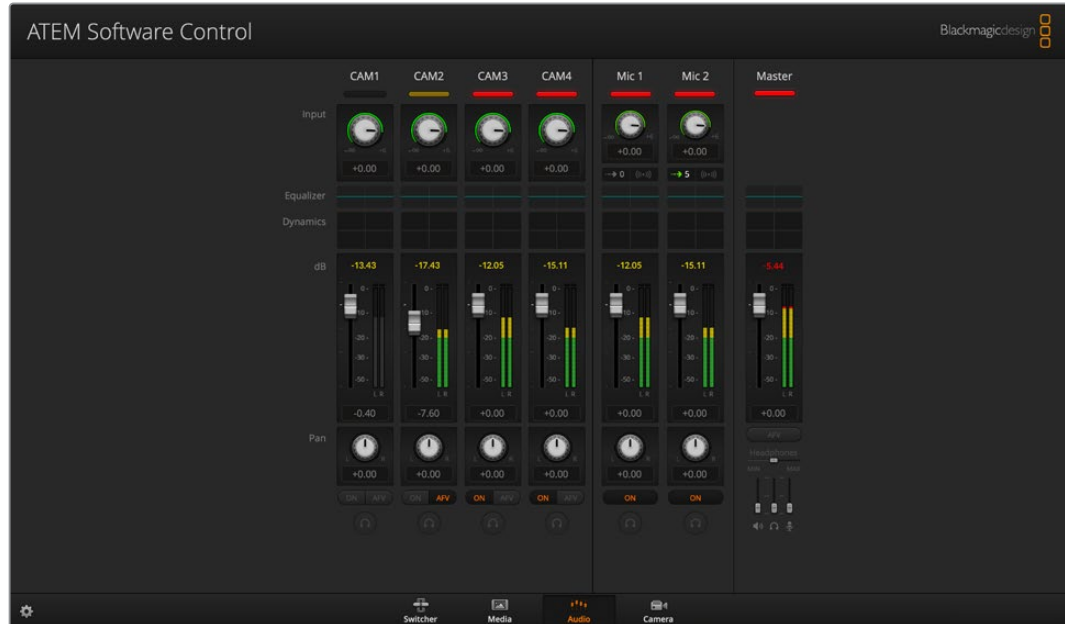 ATEM Software Control
Blackmagicdesign
CAM1 CAM2 CAM3 CAM4 Mic 1 Mic 2 Master
Input
+0.00 +0.00
+0.00 +0.00 +0.00 +0.00
0 5
Equalizer
Dynamics
dB -13.43 -17.43 -12.05 -15.11 -12.05 -15.11 -5.44
L R L R L R L R L R L R L R
-0.40 -7.60 +0.00 +0.00 +0.00 +0.00 +0.00
Pan
AFV
Headphones
+0.00 +0.00 +0.00 +0.00 +0.00 +0.00
MIN MAX
ON AFV ON AFV ON AFV ON AFV ON ON
Switcher Media Audio Camera